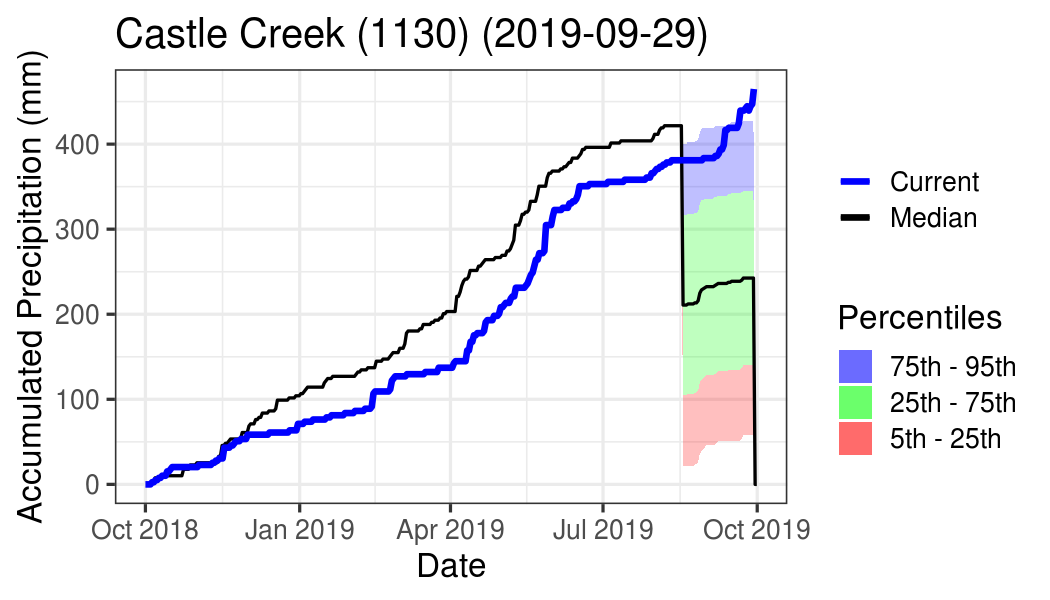 Castle Creek (1130) (2019-09-29)
Accumulated Precipitation (mm)
400
300
200
100
0
Oct 2018
Jan 2019
Apr 2019
Jul 2019
Oct 2019
Date
Current
Median
Percentiles
75th - 95th
25th - 75th
5th - 25th